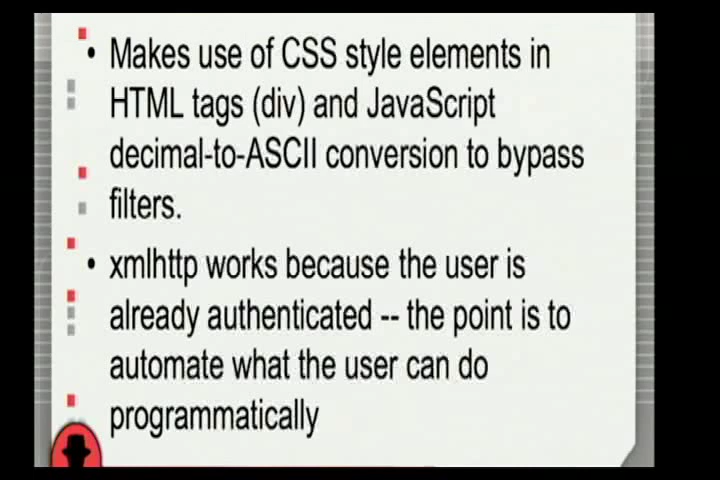 • Makes use of CSS style elements in
HTML tags (div) and JavaScript
decimal-to-ASCII conversion to bypass
filters.
• xmlhttp works because the user is
already authenticated -- the point is to
automate what the user can do
programmatically